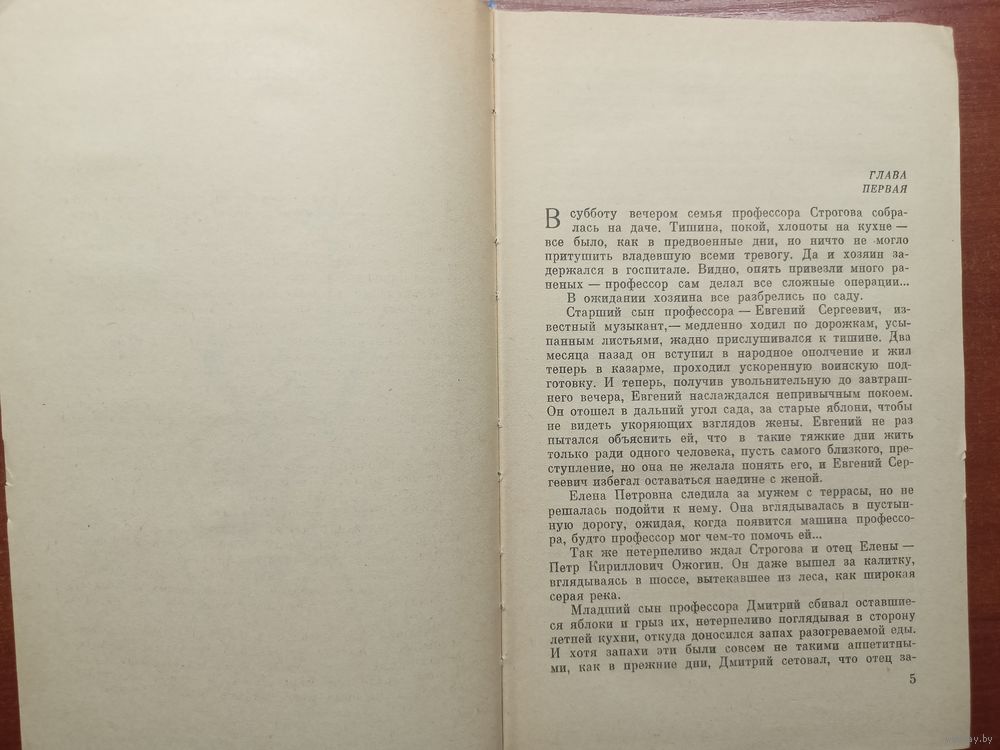 ГЛАВА
ПЕРВАЯ
В субботу вечером семья профессора Строгова собра-
лась на даче. Тишина, покой, хлопоты на кухне —
все было, как в предвоенные дни, но ничто не могло
притушить владевшую всеми тревогу. Да и хозяин за-
держался в госпитале. Видно, опять привезли много ра-
неных — профессор сам делал все сложные операции...
В ожидании хозяина все разбрелись по саду.
Старший сын профессора — Евгений Сергеевич, из-
вестный музыкант,— медленно ходил по дорожкам, усы-
панным листьями, жадно прислушивался к тишине. Два
месяца назад он вступил в народное ополчение и жил
теперь в казарме, проходил ускоренную воинскую под-
готовку. И теперь, получив увольнительную до завтраш-
него вечера, Евгений наслаждался непривычным покоем.
Он отошел в дальний угол сада, за старые яблони, чтобы
не видеть укоряющих взглядов жены. Евгений не раз
пытался объяснить ей, что в такие тяжкие дни жить
только ради одного человека, пусть самого близкого, пре-
ступление, но она не желала понять его, и Евгений Сер-
геевич избегал оставаться наедине с женой.
Елена Петровна следила за мужем с террасы, но не
решалась подойти к нему. Она вглядывалась в пустын-
ную дорогу, ожидая, когда появится машина профессо-
ра, будто профессор мог чем-то помочь ей...
Так же нетерпеливо ждал Строгова и отец Елены —
Петр Кириллович Ожогин. Он даже вышел за калитку,
вглядываясь в шоссе, вытекавшее из леса, как широкая
серая река.
Младший сын профессора Дмитрий сбивал оставшие-
ся яблоки и грыз их, нетерпеливо поглядывая в сторону
летней кухни, откуда доносился запах разогреваемой еды.
И хотя запахи эти были совсем не такими аппетитны-
ми, как в прежние дни, Дмитрий сетовал, что отец за-
5